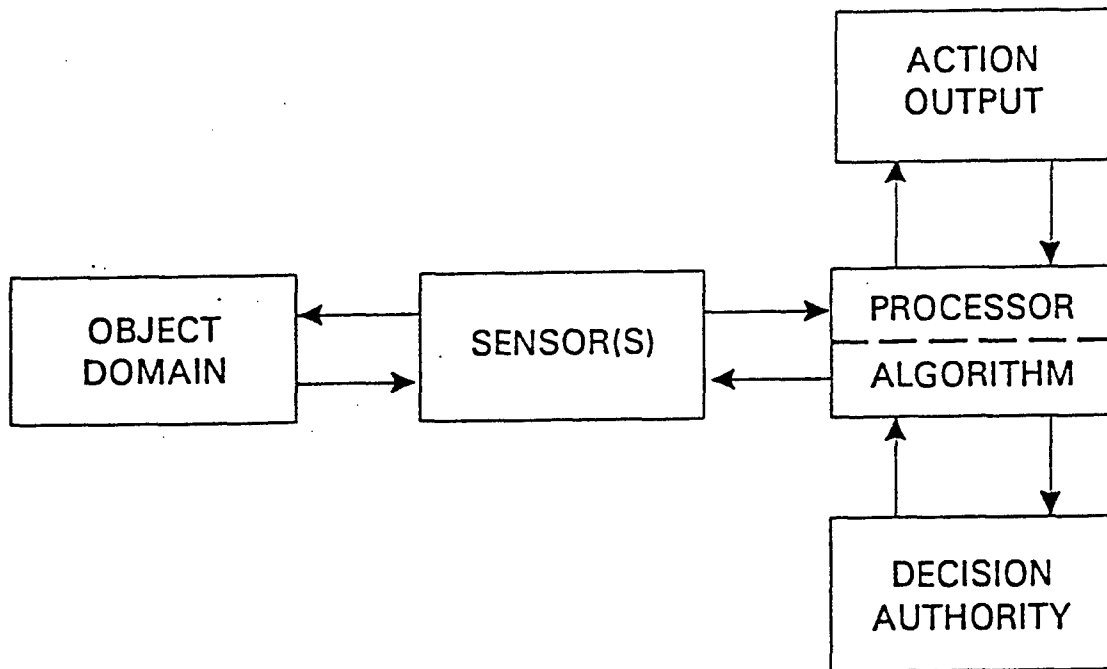 ACTION
OUTPUT
OBJECT
DOMAIN
SENSOR(S)
PROCESSOR
ALGORITHM
DECISION
AUTHORITY